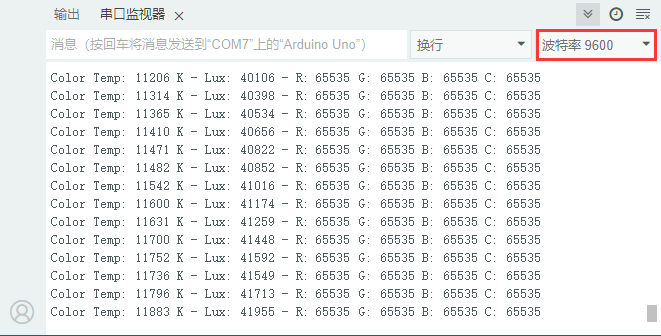 输出 串口监视器
消息（按回车将消息发送到“COM7”上的“Arduino Uno”） 换行 波特率 9600
Color Temp: 11206 K - Lux: 40106 - R: 65535 G: 65535 B: 65535 C: 65535
Color Temp: 11314 K - Lux: 40398 - R: 65535 G: 65535 B: 65535 C: 65535
Color Temp: 11365 K - Lux: 40534 - R: 65535 G: 65535 B: 65535 C: 65535
Color Temp: 11410 K - Lux: 40656 - R: 65535 G: 65535 B: 65535 C: 65535
Color Temp: 11471 K - Lux: 40822 - R: 65535 G: 65535 B: 65535 C: 65535
Color Temp: 11482 K - Lux: 40852 - R: 65535 G: 65535 B: 65535 C: 65535
Color Temp: 11542 K - Lux: 41016 - R: 65535 G: 65535 B: 65535 C: 65535
Color Temp: 11600 K - Lux: 41174 - R: 65535 G: 65535 B: 65535 C: 65535
Color Temp: 11631 K - Lux: 41259 - R: 65535 G: 65535 B: 65535 C: 65535
Color Temp: 11700 K - Lux: 41448 - R: 65535 G: 65535 B: 65535 C: 65535
Color Temp: 11752 K - Lux: 41592 - R: 65535 G: 65535 B: 65535 C: 65535
Color Temp: 11736 K - Lux: 41549 - R: 65535 G: 65535 B: 65535 C: 65535
Color Temp: 11796 K - Lux: 41713 - R: 65535 G: 65535 B: 65535 C: 65535
Color Temp: 11883 K - Lux: 41955 - R: 65535 G: 65535 B: 65535 C: 65535